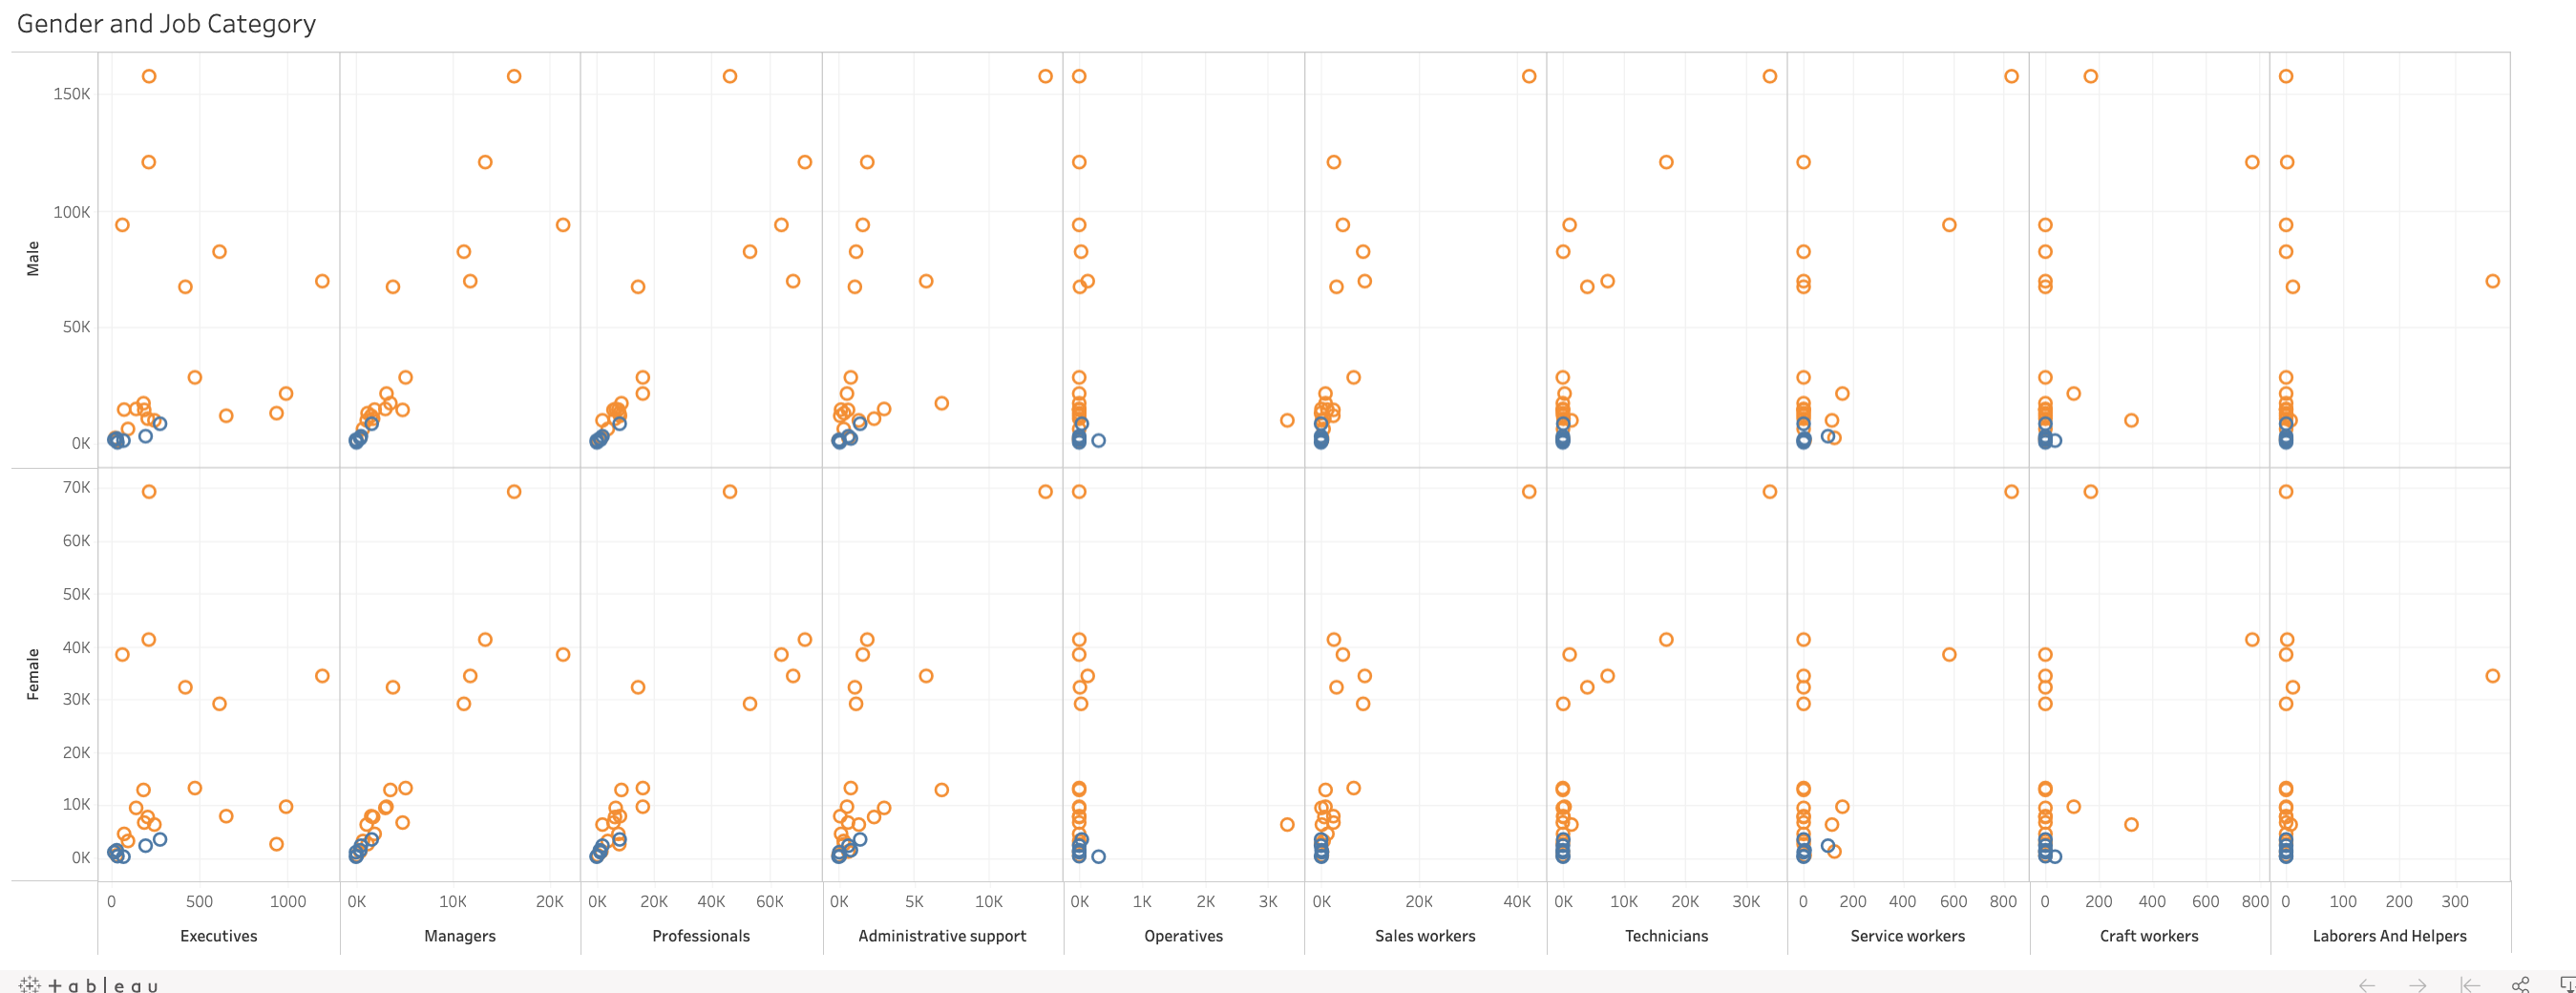 Gender and Job Category
150K
100K
50K
0K
Male
70K
60K
50K
40K
30K
20K
10K
0K
Female
0 500 1000 0K 10K 20K 0K 20K 40K 60K 0K 5K 10K 0K 1K 2K 3K 0K 20K 40K 0K 10K 20K 30K 0 200 400 600 800 0 200 400 600 800 0 100 200 300
Executives Managers Professionals Administrative support Operatives Sales workers Technicians Service workers Craft workers Laborers And Helpers
+ableau